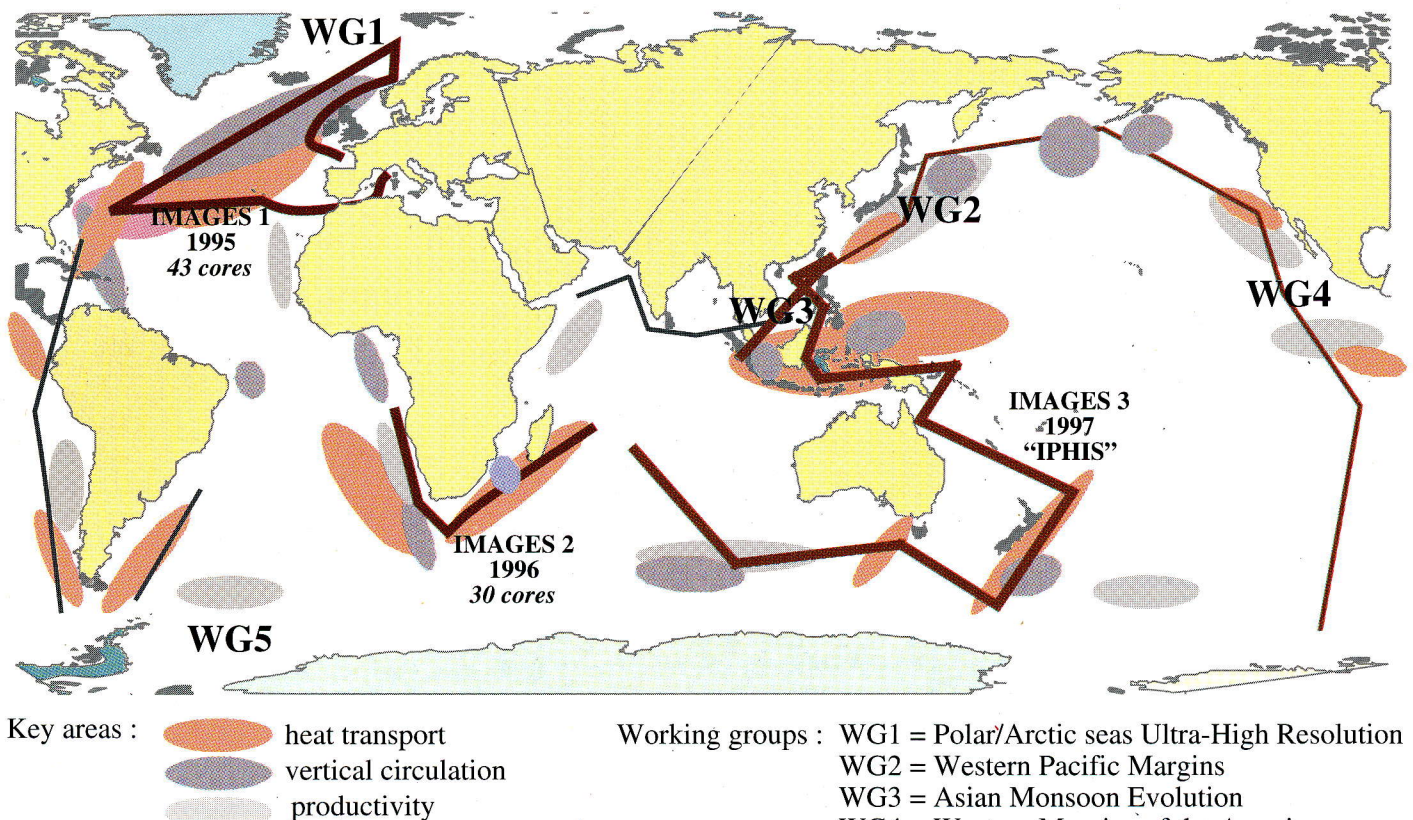 WG1
IMAGES 1
1995
43 cores
WG2
WG3
WG4
IMAGES 3
1997
“IPHIS”
IMAGES 2
1996
30 cores
WG5
Key areas :
heat transport
vertical circulation
productivity
Working groups :
WG1 = Polar/Arctic seas Ultra-High Resolution
WG2 = Western Pacific Margins
WG3 = Asian Monsoon Evolution